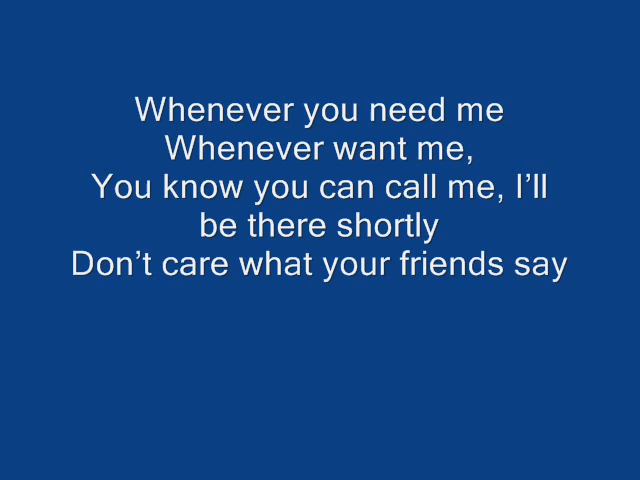 Whenever you need me
Whenever want me,
You know you can call me, I’ll
be there shortly
Don’t care what your friends say